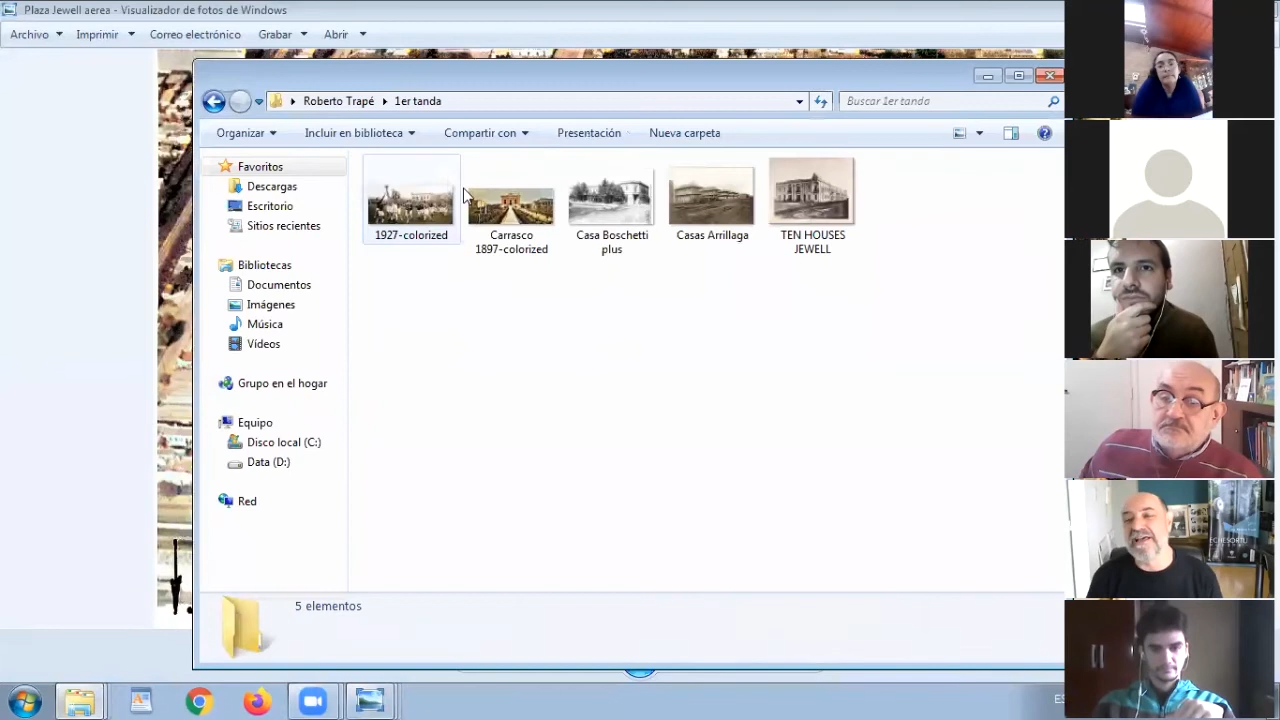 Plaza Jewell aerea - Visualizador de fotos de Windows
Archivo Imprimir Correo electrónico Grabar Abrir
Roberto Trapé 1er tanda
Buscar 1er tanda
Organizar Incluir en biblioteca Compartir con Presentación Nueva carpeta
Favoritos
Descargas
Escritorio
Sitios recientes
Bibliotecas
Documentos
Imágenes
Música
Vídeos
Grupo en el hogar
Equipo
Disco local (C:)
Data (D:)
Red
1927-colorized
Carrasco
1897-colorized
Casa Boschetti
plus
Casas Arrillaga
TEN HOUSES
JEWELL
5 elementos
ES
ECHESORTU